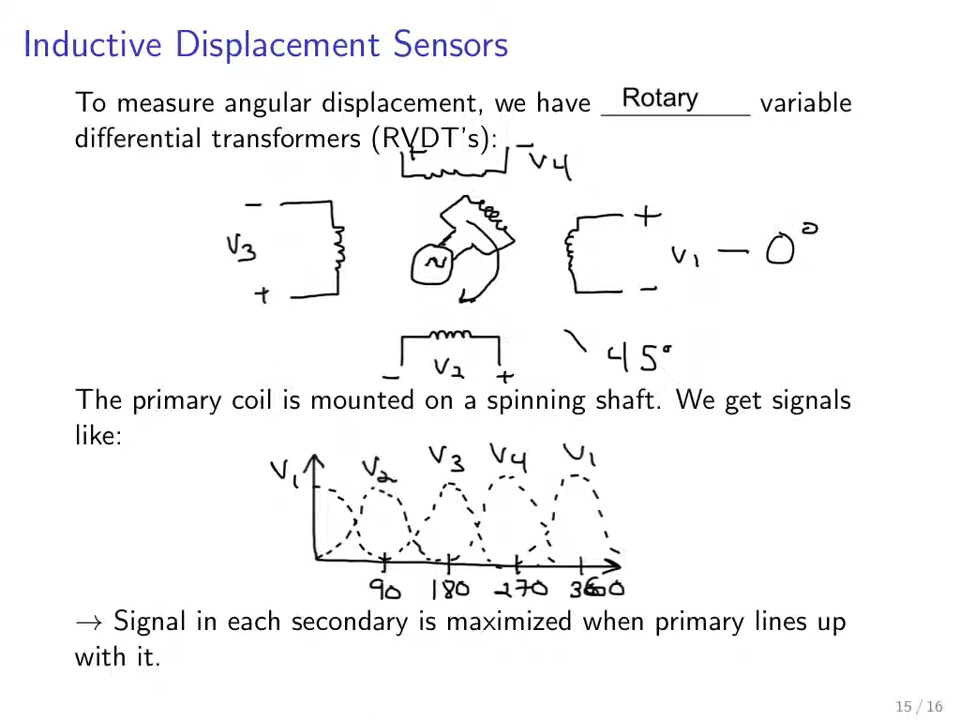 Inductive Displacement Sensors
To measure angular displacement, we have Rotary variable
differential transformers (RVDT's):
+ - V4
- V3 +
~
+ V1 - — 0°
- V2 +
\ 45°
The primary coil is mounted on a spinning shaft. We get signals
like:
V1 V2 V3 V4 V1
90 180 270 360
→ Signal in each secondary is maximized when primary lines up
with it.
15 / 16